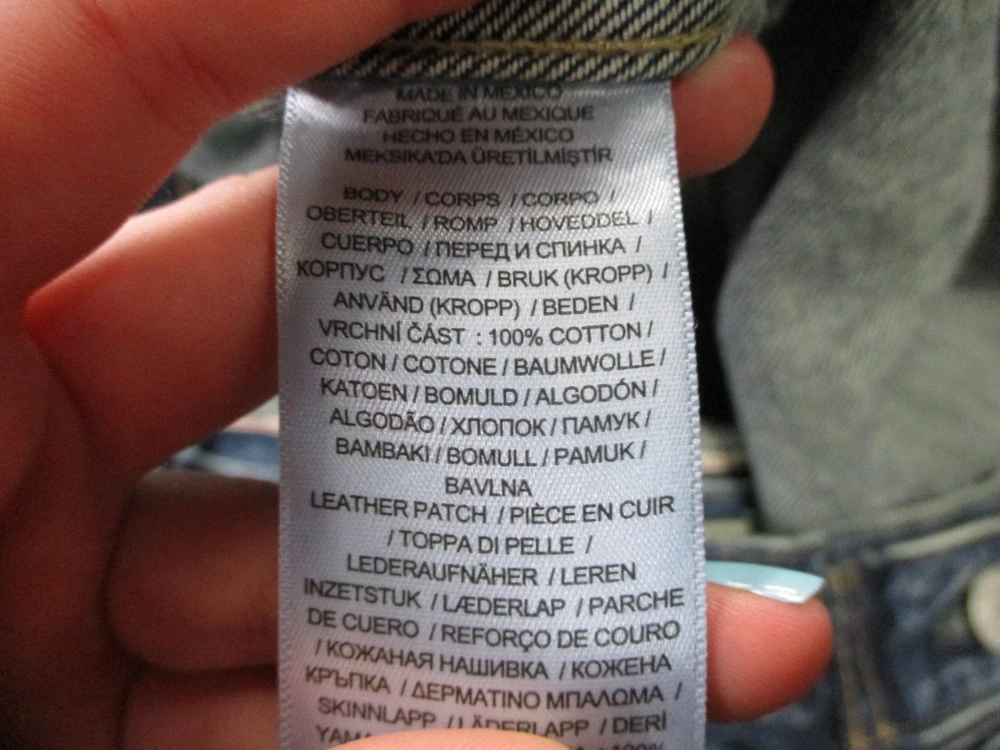 MADE IN MEXICO
FABRIQUÉ AU MEXIQUE
HECHO EN MÉXICO
MEKSIKA'DA ÜRETİLMİŞTİR
BODY / CORPS / CORPO /
OBERTEIL / ROMP / HOVEDDEL /
CUERPO / ПЕРЕД И СПИНКА /
КОРПУС / ΣΩΜΑ / BRUK (KROPP) /
ANVÄND (KROPP) / BEDEN /
VRCHNÍ ČÁST : 100% COTTON /
COTON / COTONE / BAUMWOLLE /
KATOEN / BOMULD / ALGODÓN /
ALGODÃO / ХЛОПОК / ПАМУК /
BAMBAKI / BOMULL / PAMUK /
BAVLNA
LEATHER PATCH / PIÈCE EN CUIR
/ TOPPA DI PELLE /
LEDERAUFNÄHER / LEREN
INZETSTUK / LÆDERLAP / PARCHE
DE CUERO / REFORÇO DE COURO
/ КОЖАНАЯ НАШИВКА / КОЖЕНА
КРЪПКА / ΔΕΡΜΑΤΙΝΟ ΜΠΑΛΩΜΑ /
SKINNLAPP / LÄDERLAPP / DERİ